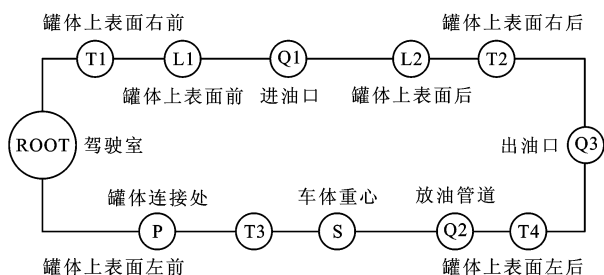 罐体上表面右前
罐体上表面右后
T1
L1
Q1
L2
T2
罐体上表面前
进油口
罐体上表面后
ROOT
驾驶室
出油口
Q3
罐体连接处
车体重心
放油管道
P
T3
S
Q2
T4
罐体上表面左前
罐体上表面左后